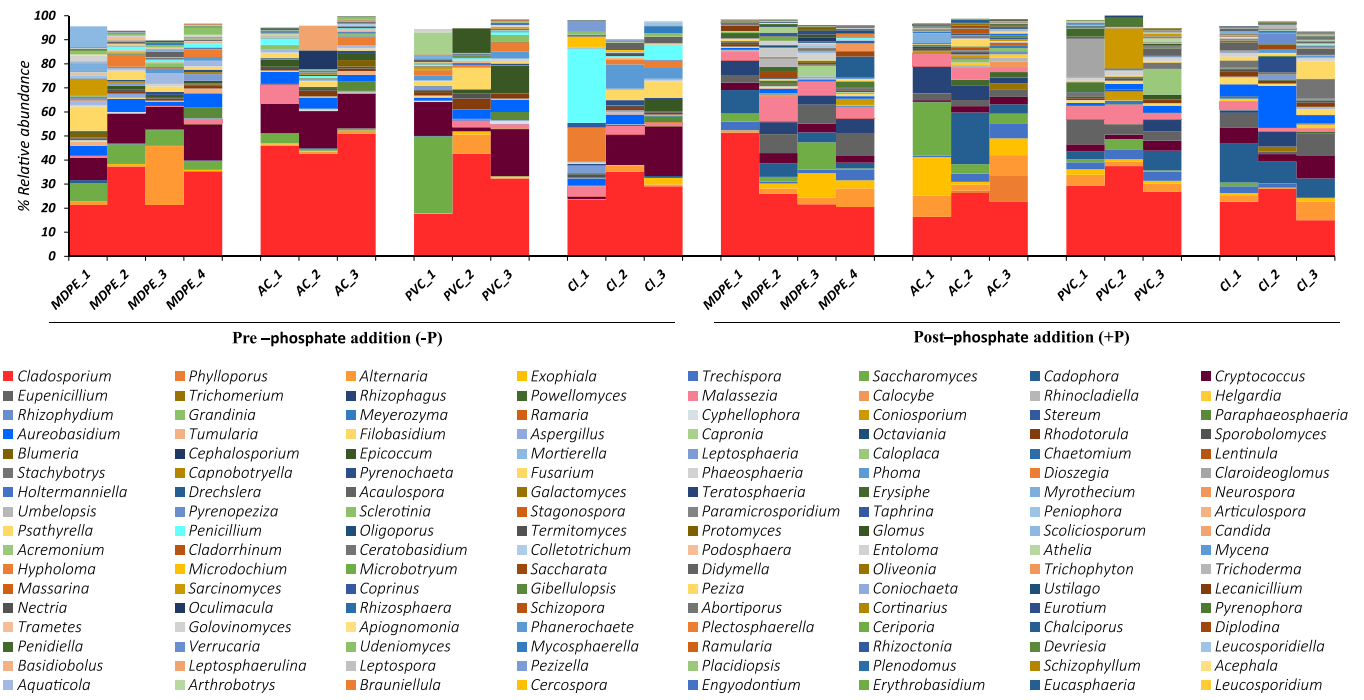 % Relative abundance
100
90
80
70
60
50
40
30
20
10
0
MDPE_1 MDPE_2 MDPE_3 MDPE_4 AC_1 AC_2 AC_3 PVC_1 PVC_2 PVC_3 CI_1 CI_2 CI_3 MDPE_1 MDPE_2 MDPE_3 MDPE_4 AC_1 AC_2 AC_3 PVC_1 PVC_2 PVC_3 CI_1 CI_2 CI_3
Pre –phosphate addition (-P) Post–phosphate addition (+P)
Cladosporium Phylloporus Alternaria Exophiala Trechispora Saccharomyces Cadophora Cryptococcus
Eupenicillium Trichomerium Rhizophagus Powellomyces Malassezia Calocybe Rhinocladiella Helgardia
Rhizophydium Grandinia Meyerozyma Ramaria Cyphellophora Coniosporium Stereum Paraphaeosphaeria
Aureobasidium Tumularia Filobasidium Aspergillus Capronia Octaviania Rhodotorula Sporobolomyces
Blumeria Cephalosporium Epicoccum Mortierella Leptosphaeria Caloplaca Chaetomium Lentinula
Stachybotrys Capnobotryella Pyrenochaeta Fusarium Phaeosphaeria Phoma Dioszegia Claroideoglomus
Holtermanniella Drechslera Acaulospora Galactomyces Teratosphaeria Erysiphe Myrothecium Neurospora
Umbelopsis Pyrenopeziza Sclerotinia Stagonospora Paramicrosporidium Taphrina Peniophora Articulospora
Psathyrella Penicillium Oligoporus Termitomyces Protomyces Glomus Scoliciosporum Candida
Acremonium Cladorrhinum Ceratobasidium Colletotrichum Podosphaera Entoloma Athelia Mycena
Hypholoma Microdochium Microbotryum Saccharata Didymella Oliveonia Trichophyton Trichoderma
Massarina Sarcinomyces Coprinus Gibellulopsis Peziza Coniochaeta Ustilago Lecanicillium
Nectria Oculimacula Rhizosphaera Schizopora Abortiporus Cortinarius Eurotium Pyrenophora
Trametes Golovinomyces Apiognomonia Phanerochaete Plectosphaerella Ceriporia Chalciporus Diplodina
Penidiella Verrucaria Udeniomyces Mycosphaerella Ramularia Rhizoctonia Devriesia Leucosporidiella
Basidiobolus Leptosphaerulina Leptospora Pezizella Placidiopsis Plenodomus Schizophyllum Acephala
Aquaticola Arthrobotrys Brauniellula Cercospora Engyodontium Erythrobasidium Eucasphaeria Leucosporidium